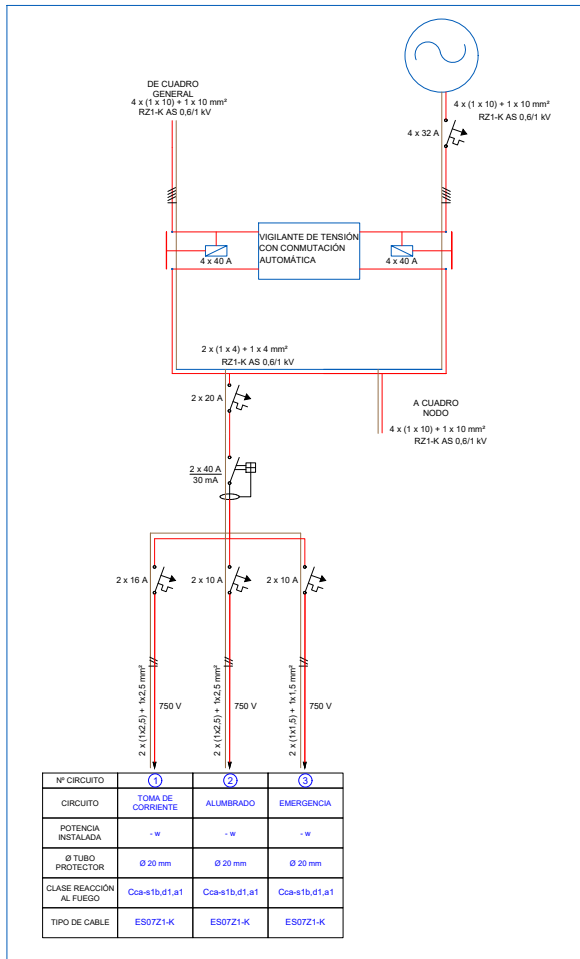 DE CUADRO
GENERAL
4 x (1 x 10) + 1 x 10 mm²
RZ1-K AS 0,6/1 kV
4 x (1 x 10) + 1 x 10 mm²
RZ1-K AS 0,6/1 kV
4 x 32 A
VIGILANTE DE TENSIÓN
CON CONMUTACIÓN
AUTOMÁTICA
4 x 40 A
4 x 40 A
2 x (1 x 4) + 1 x 4 mm²
RZ1-K AS 0,6/1 kV
2 x 20 A
A CUADRO
NODO
4 x (1 x 10) + 1 x 10 mm²
RZ1-K AS 0,6/1 kV
2 x 40 A
30 mA
2 x 16 A
2 x 10 A
2 x 10 A
2 x (1x2,5) + 1x2,5 mm²
750 V
2 x (1x2,5) + 1x2,5 mm²
750 V
2 x (1x1,5) + 1x1,5 mm²
750 V
Nº CIRCUITO 1 2 3
CIRCUITO TOMA DE CORRIENTE ALUMBRADO EMERGENCIA
POTENCIA INSTALADA - w - w - w
Ø TUBO PROTECTOR Ø 20 mm Ø 20 mm Ø 20 mm
CLASE REACCIÓN AL FUEGO Cca-s1b,d1,a1 Cca-s1b,d1,a1 Cca-s1b,d1,a1
TIPO DE CABLE ES07Z1-K ES07Z1-K ES07Z1-K